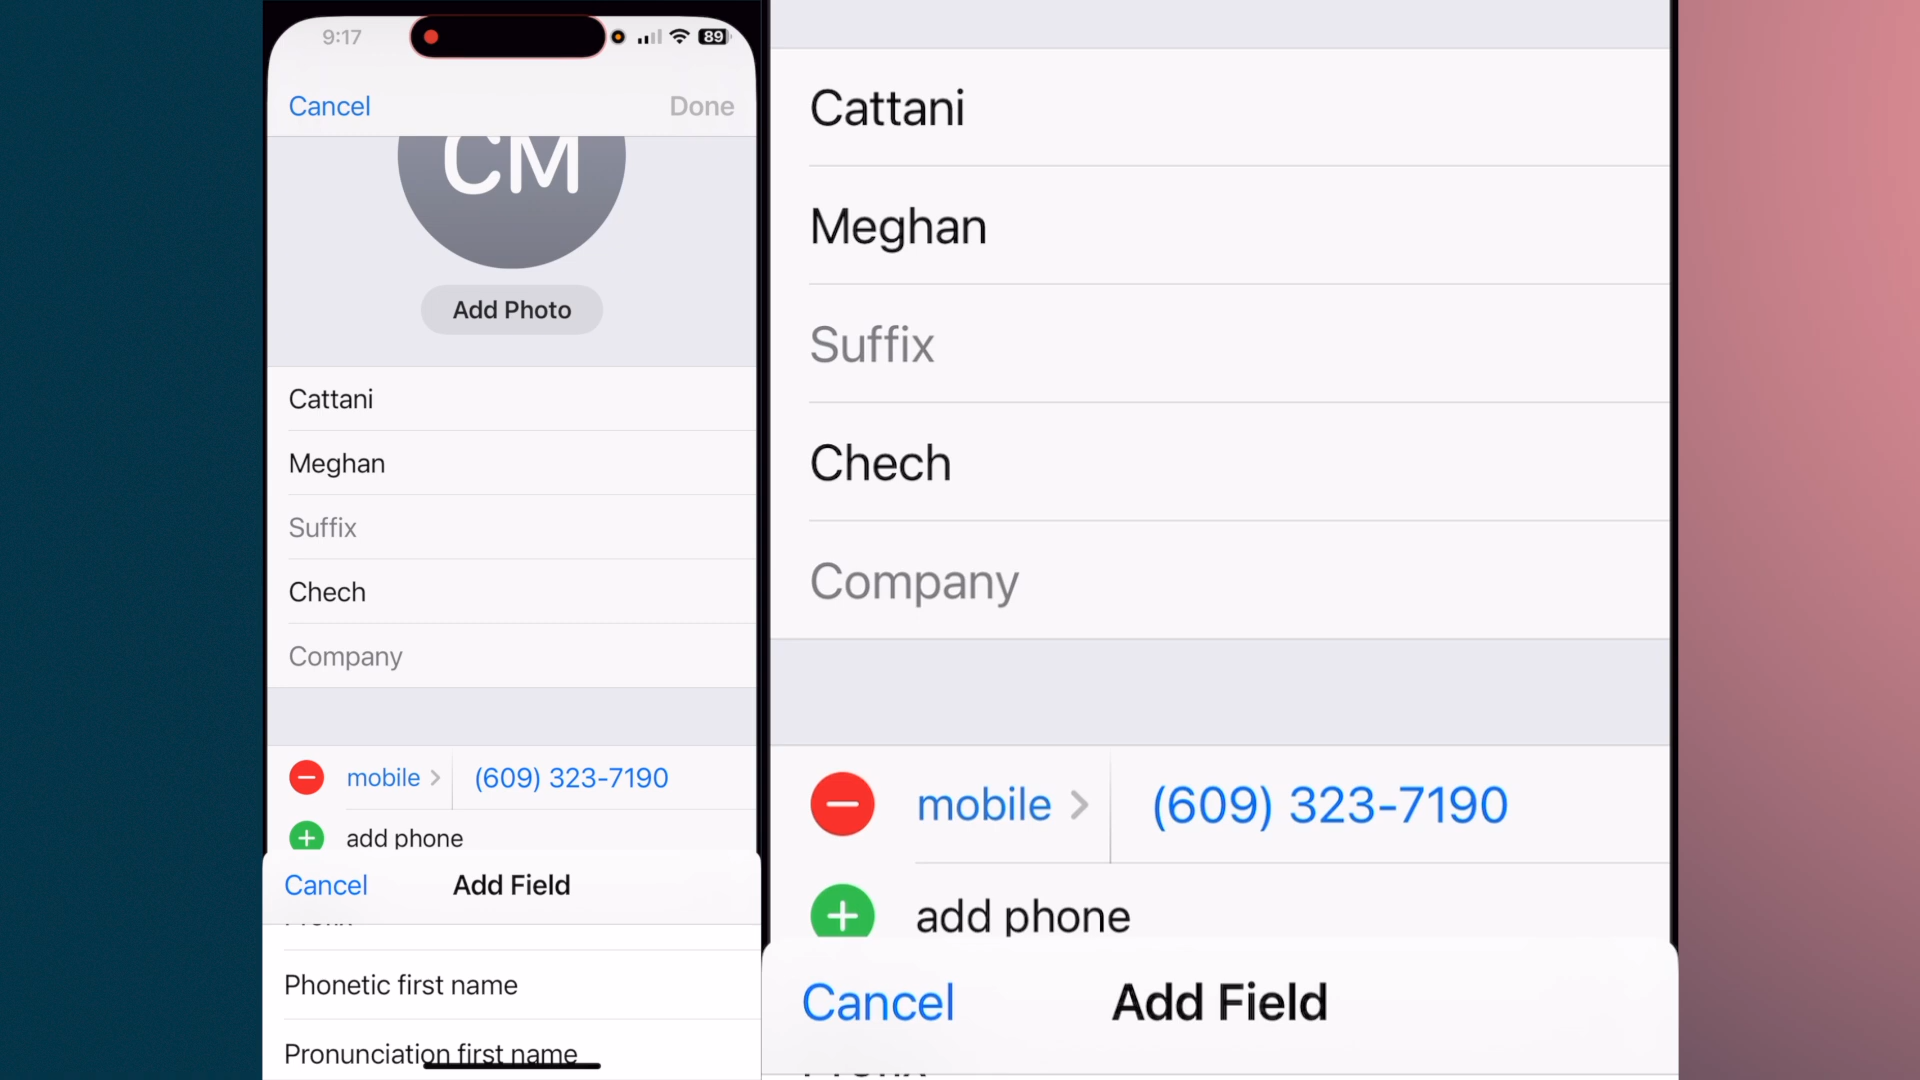 9:17
89
Cancel
Done
CM
Add Photo
Cattani
Meghan
Suffix
Chech
Company
mobile
(609) 323-7190
add phone
Cancel
Add Field
Phonetic first name
Pronunciation first name
Cattani
Meghan
Suffix
Chech
Company
mobile
(609) 323-7190
add phone
Cancel
Add Field